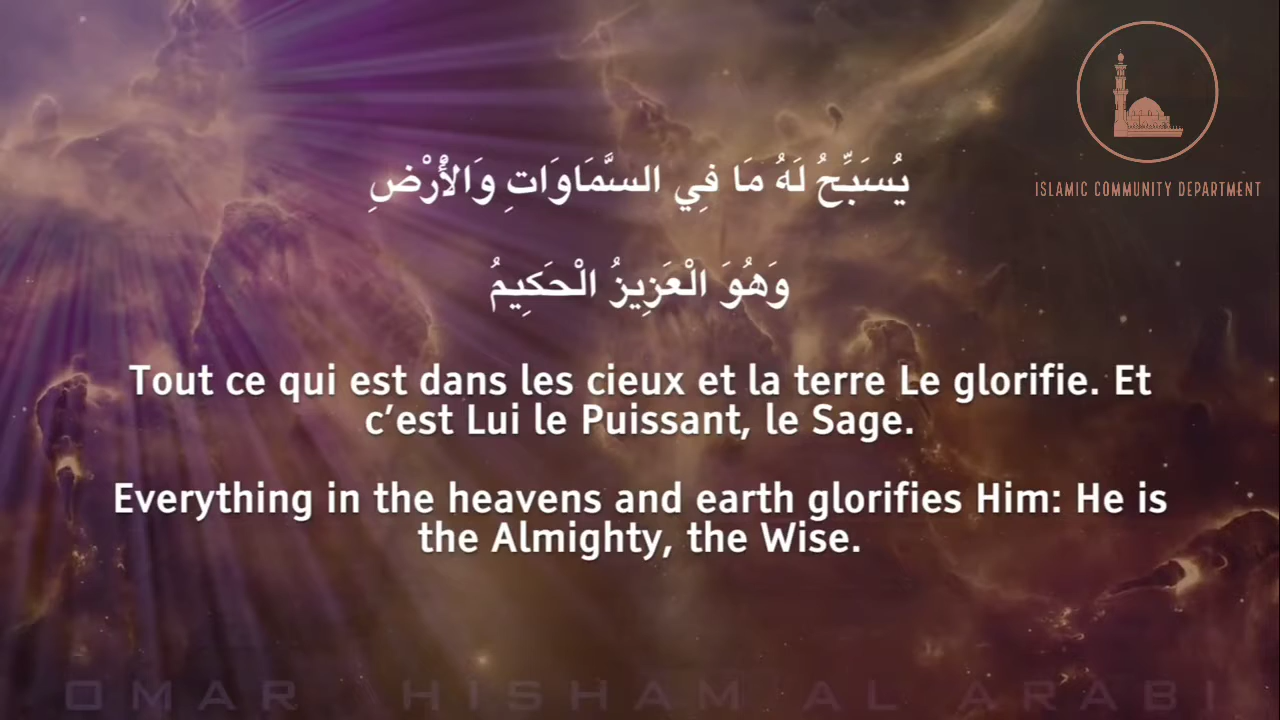 ISLAMIC COMMUNITY DEPARTMENT
يُسَبِّحُ لَهُ مَا فِي السَّمَاوَاتِ وَالْأَرْضِ
وَهُوَ الْعَزِيزُ الْحَكِيمُ
Tout ce qui est dans les cieux et la terre Le glorifie. Et
c’est Lui le Puissant, le Sage.
Everything in the heavens and earth glorifies Him: He is
the Almighty, the Wise.
OMAR HISHAM AL ARABI